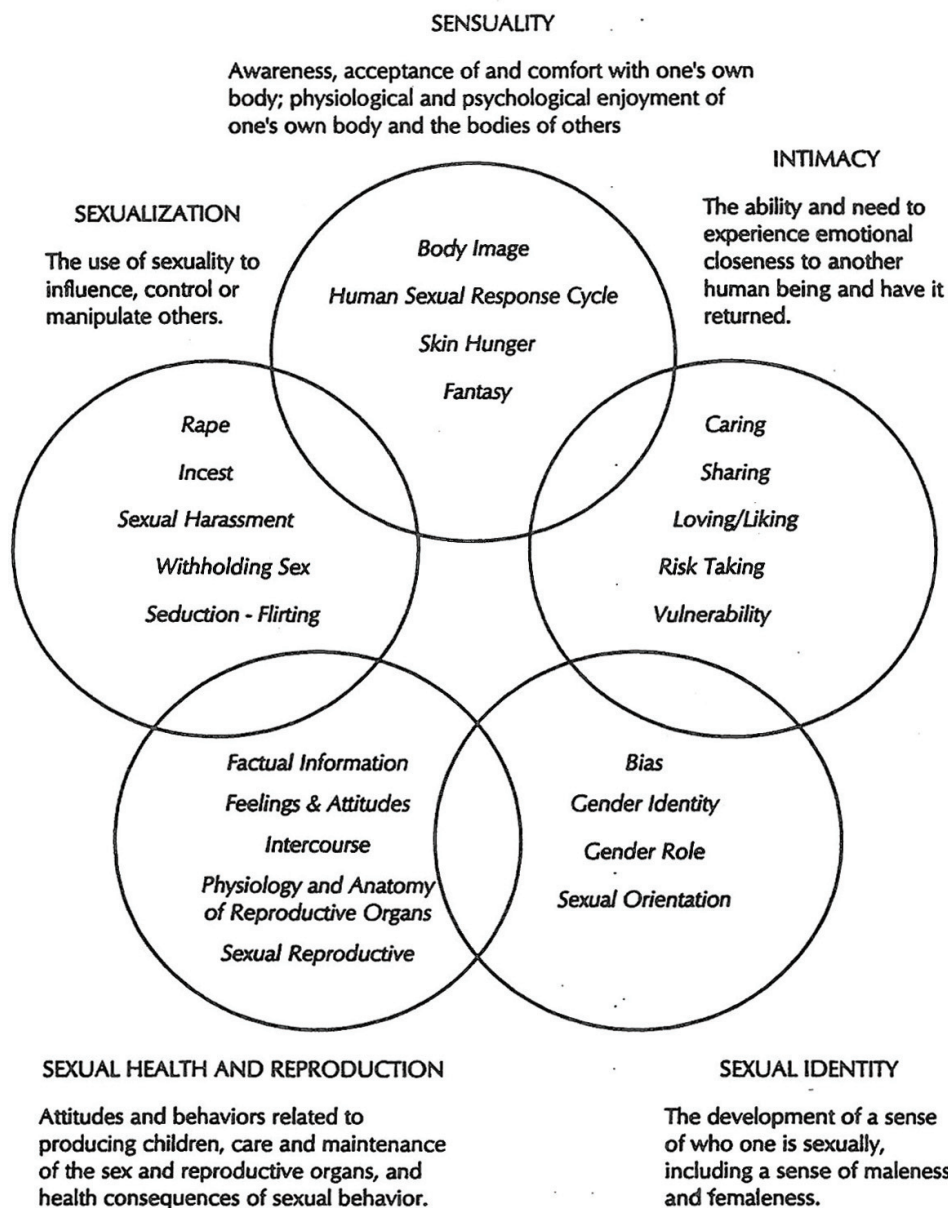 SENSUALITY
Awareness, acceptance of and comfort with one's own
body; physiological and psychological enjoyment of
one's own body and the bodies of others
INTIMACY
The ability and need to
experience emotional
closeness to another
human being and have it
returned.
SEXUALIZATION
The use of sexuality to
influence, control or
manipulate others.
Body Image
Human Sexual Response Cycle
Skin Hunger
Fantasy
Rape
Incest
Sexual Harassment
Withholding Sex
Seduction - Flirting
Caring
Sharing
Loving/Liking
Risk Taking
Vulnerability
Factual Information
Feelings & Attitudes
Intercourse
Physiology and Anatomy
of Reproductive Organs
Sexual Reproductive
Bias
Gender Identity
Gender Role
Sexual Orientation
SEXUAL HEALTH AND REPRODUCTION
Attitudes and behaviors related to
producing children, care and maintenance
of the sex and reproductive organs, and
health consequences of sexual behavior.
SEXUAL IDENTITY
The development of a sense
of who one is sexually,
including a sense of maleness
and femaleness.